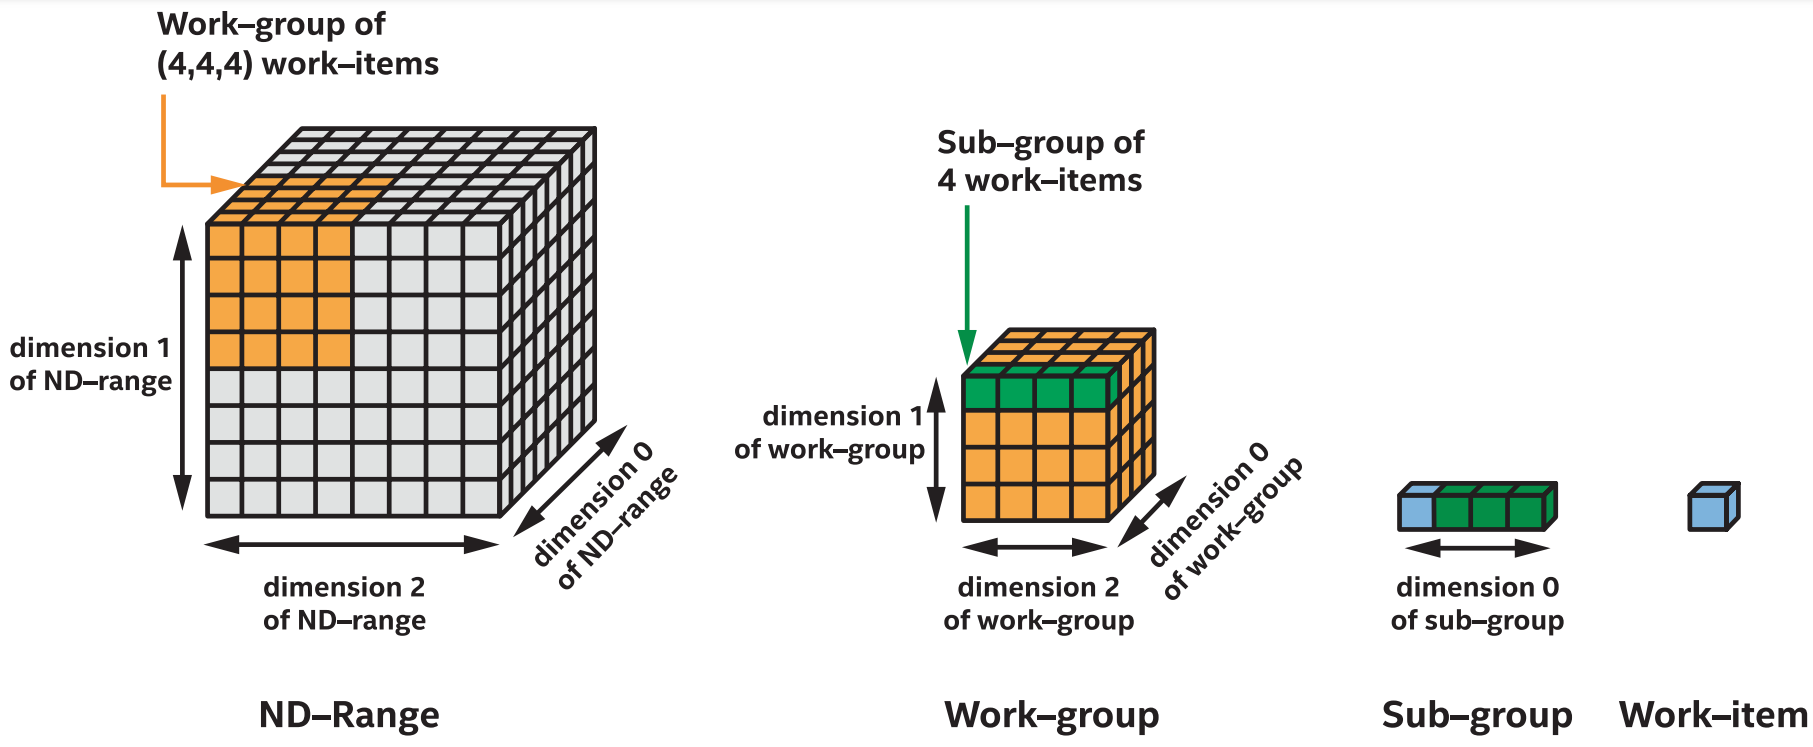 Work–group of
(4,4,4) work–items
dimension 1
of ND–range
dimension 2
of ND–range
dimension 0
of ND–range
ND–Range
Sub–group of
4 work–items
dimension 1
of work–group
dimension 2
of work–group
dimension 0
of work–group
Work–group
dimension 0
of sub–group
Sub–group
Work–item